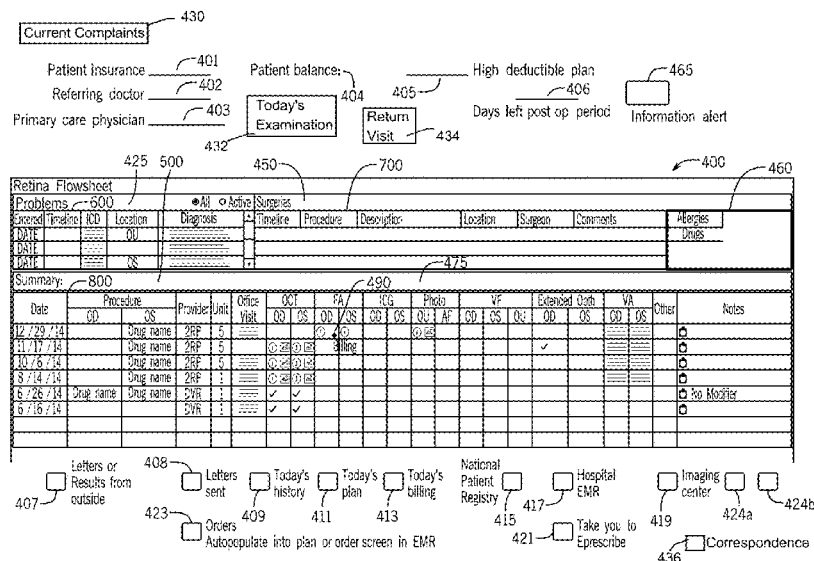 430
Current Complaints
Patient insurance 401
Patient balance: 404
405 High deductible plan
465
Referring doctor 402
406
Days left post op period
Information alert
Primary care physician 403
Today's
Examination
432
Return
Visit 434
425 500 450 700 400 460
Retina Flowsheet
Problems 600 All Active Surgeries
Entered Timeline ICD Location Diagnosis Timeline Procedure Description Location Surgeon Comments Allergies
DATE OU Drugs
DATE
DATE OS
Summary: 800 475
490
Date Procedure Provider Unit Office Visit OCT FA ICG Photo VF Extended Opth VA Other Notes
OD OS OD OS OD OS OD OS OU AF OD OS OU OD OS OD OS
12/29/14 Drug name 2RP 5
11/17/14 Drug name 2RP 5 Billing ✓
10/6/14 Drug name 2RP 5
8/14/14 Drug name 2RP 1
6/26/14 Drug name Drug name DVR 1 ✓ ✓ No Modifier
6/16/14 DVR 1 ✓ ✓
407 Letters or
Results from
outside
408 Letters
sent
409 Today's
history
411 Today's
plan
413 Today's
billing
National
Patient
Registry 415
417 Hospital
EMR
419 Imaging
center
424a
424b
423 Orders
Autopopulate into plan or order screen in EMR
421 Take you to
Eprescribe
436 Correspondence